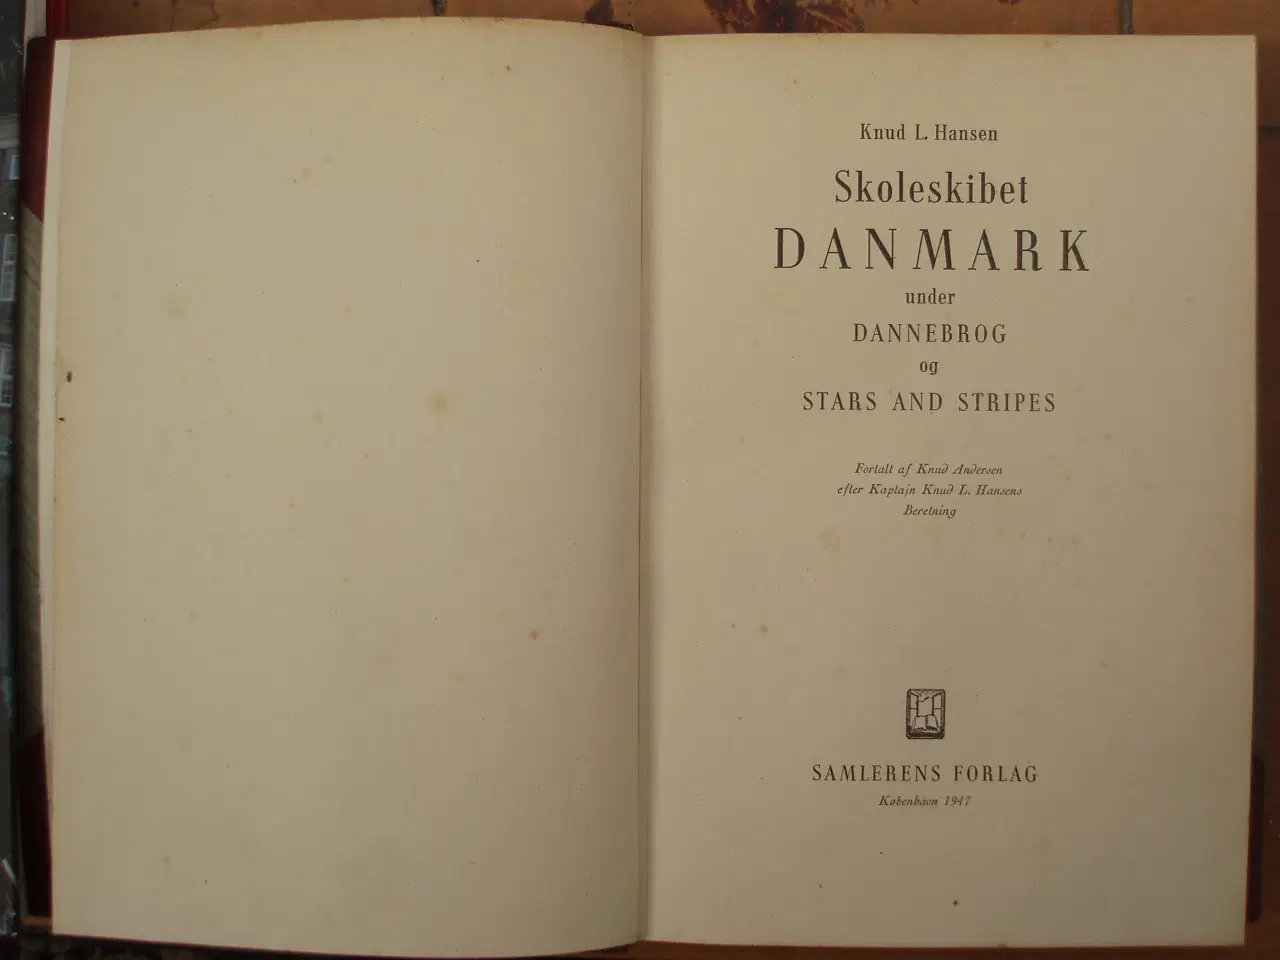 Knud L. Hansen
Skoleskibet
DANMARK
under
DANNEBROG
og
STARS AND STRIPES
Fortalt af Knud Andersen
efter Kaptajn Knud L. Hansens
Beretning
SAMLERENS FORLAG
København 1947